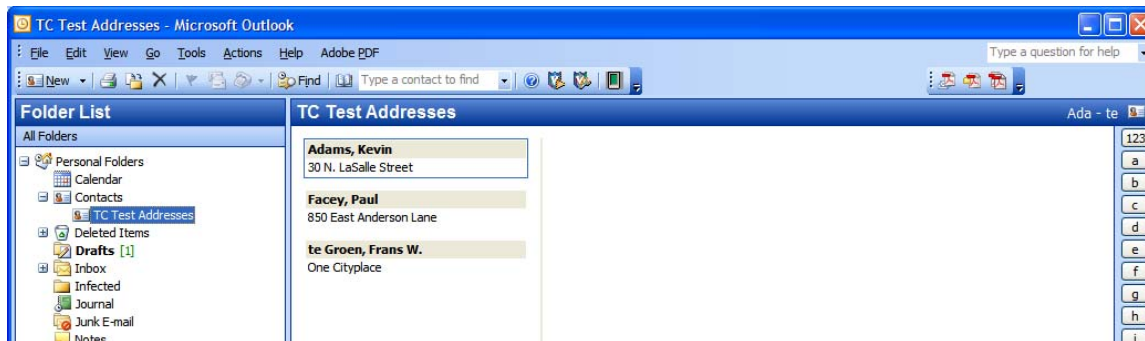 TC Test Addresses - Microsoft Outlook
File Edit View Go Tools Actions Help Adobe PDF Type a question for help
New Find Type a contact to find
Folder List
TC Test Addresses Ada - te
All Folders
Personal Folders
Calendar
Contacts
TC Test Addresses
Deleted Items
Drafts [1]
Inbox
Infected
Journal
Junk E-mail
Notes
Adams, Kevin
30 N. LaSalle Street
Facey, Paul
850 East Anderson Lane
te Groen, Frans W.
One Cityplace
123
a
b
c
d
e
f
g
h
i